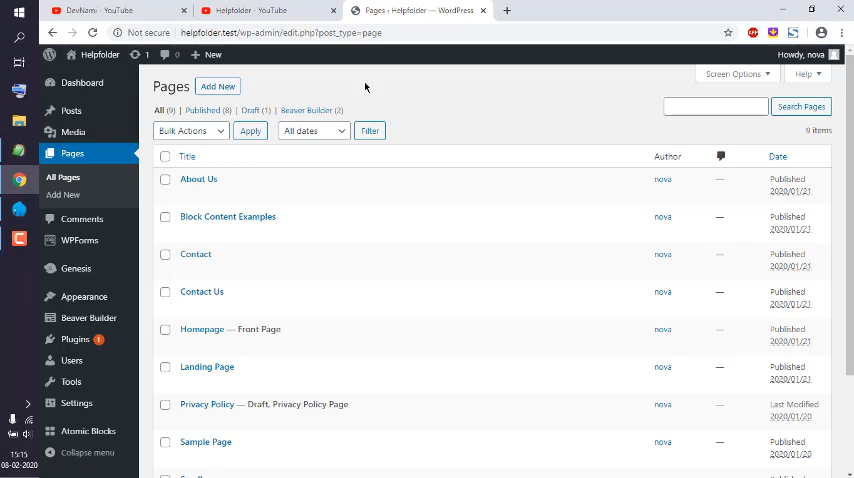 DevNami - YouTube
Helpfolder - YouTube
Pages ‹ Helpfolder — WordPress
Not secure
helpfolder.test/wp-admin/edit.php?post_type=page
Helpfolder
1
0
New
Howdy, nova
Dashboard
Posts
Media
Pages
All Pages
Add New
Comments
WPForms
Genesis
Appearance
Beaver Builder
Plugins 1
Users
Tools
Settings
Atomic Blocks
Collapse menu
15:15
08-02-2020
Screen Options
Help
Pages
Add New
All (9) | Published (8) | Draft (1) | Beaver Builder (2)
Search Pages
Bulk Actions
Apply
All dates
Filter
9 items
Title Author Date
About Us nova — Published
2020/01/21
Block Content Examples nova — Published
2020/01/21
Contact nova — Published
2020/01/21
Contact Us nova — Published
2020/01/21
Homepage — Front Page nova — Published
2020/01/21
Landing Page nova — Published
2020/01/21
Privacy Policy — Draft, Privacy Policy Page nova — Last Modified
2020/01/20
Sample Page nova — Published
2020/01/20